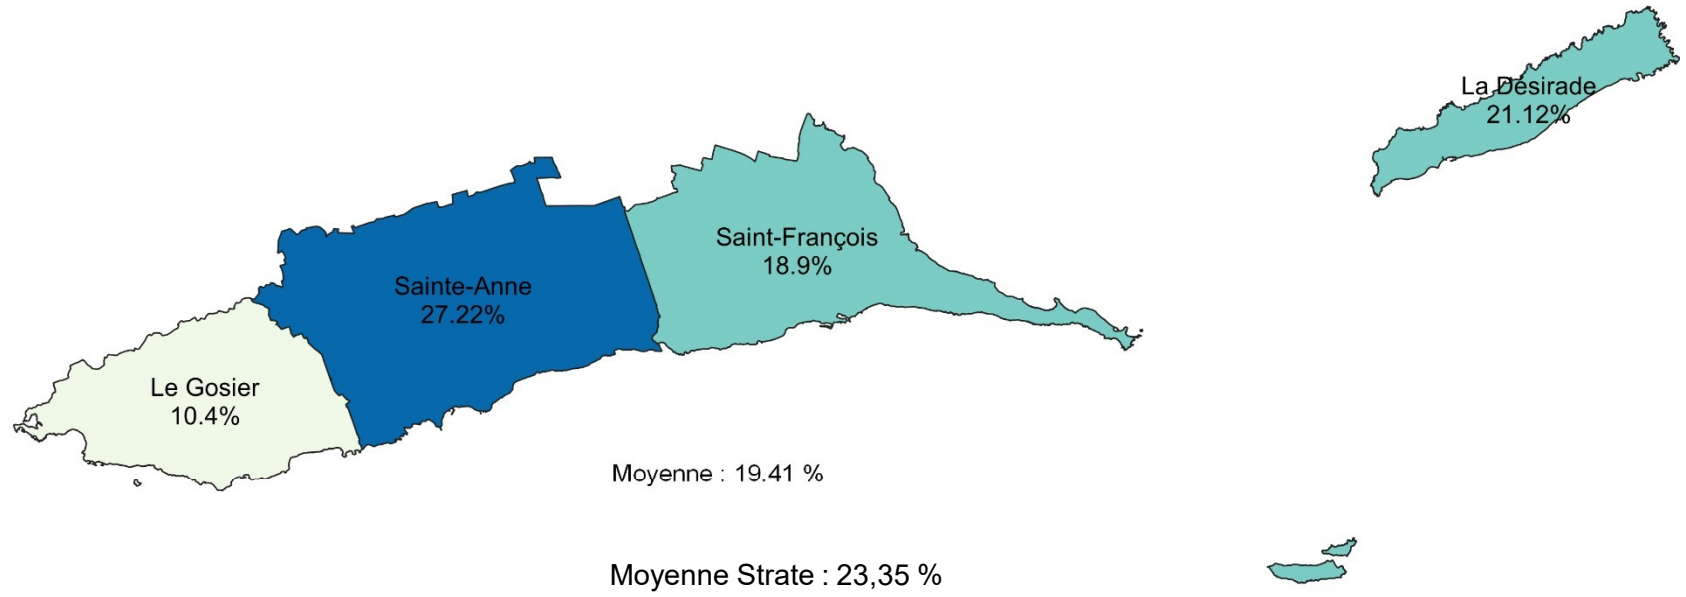 La Désirade
21.12%
Saint-François
18.9%
Sainte-Anne
27.22%
Le Gosier
10.4%
Moyenne : 19.41 %
Moyenne Strate : 23,35 %